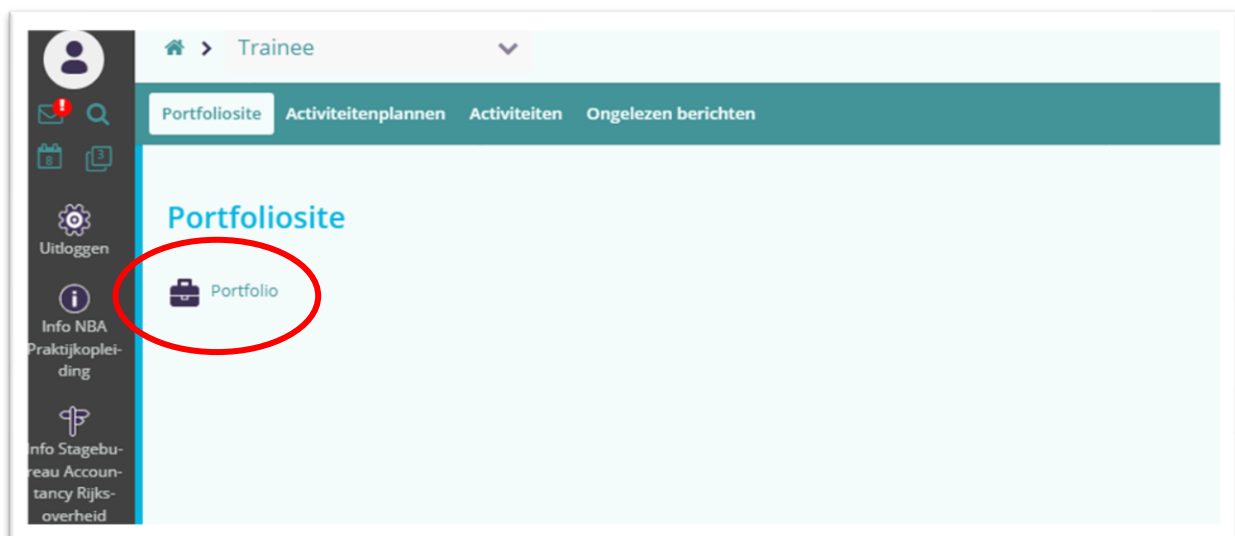 Trainee
Portfoliosite Activiteitenplannen Activiteiten Ongelezen berichten
8 3
Portfoliosite
Uitloggen
Portfolio
Info NBA
Praktijkoplei-
ding
Info Stagebu-
reau Accoun-
tancy Rijks-
overheid